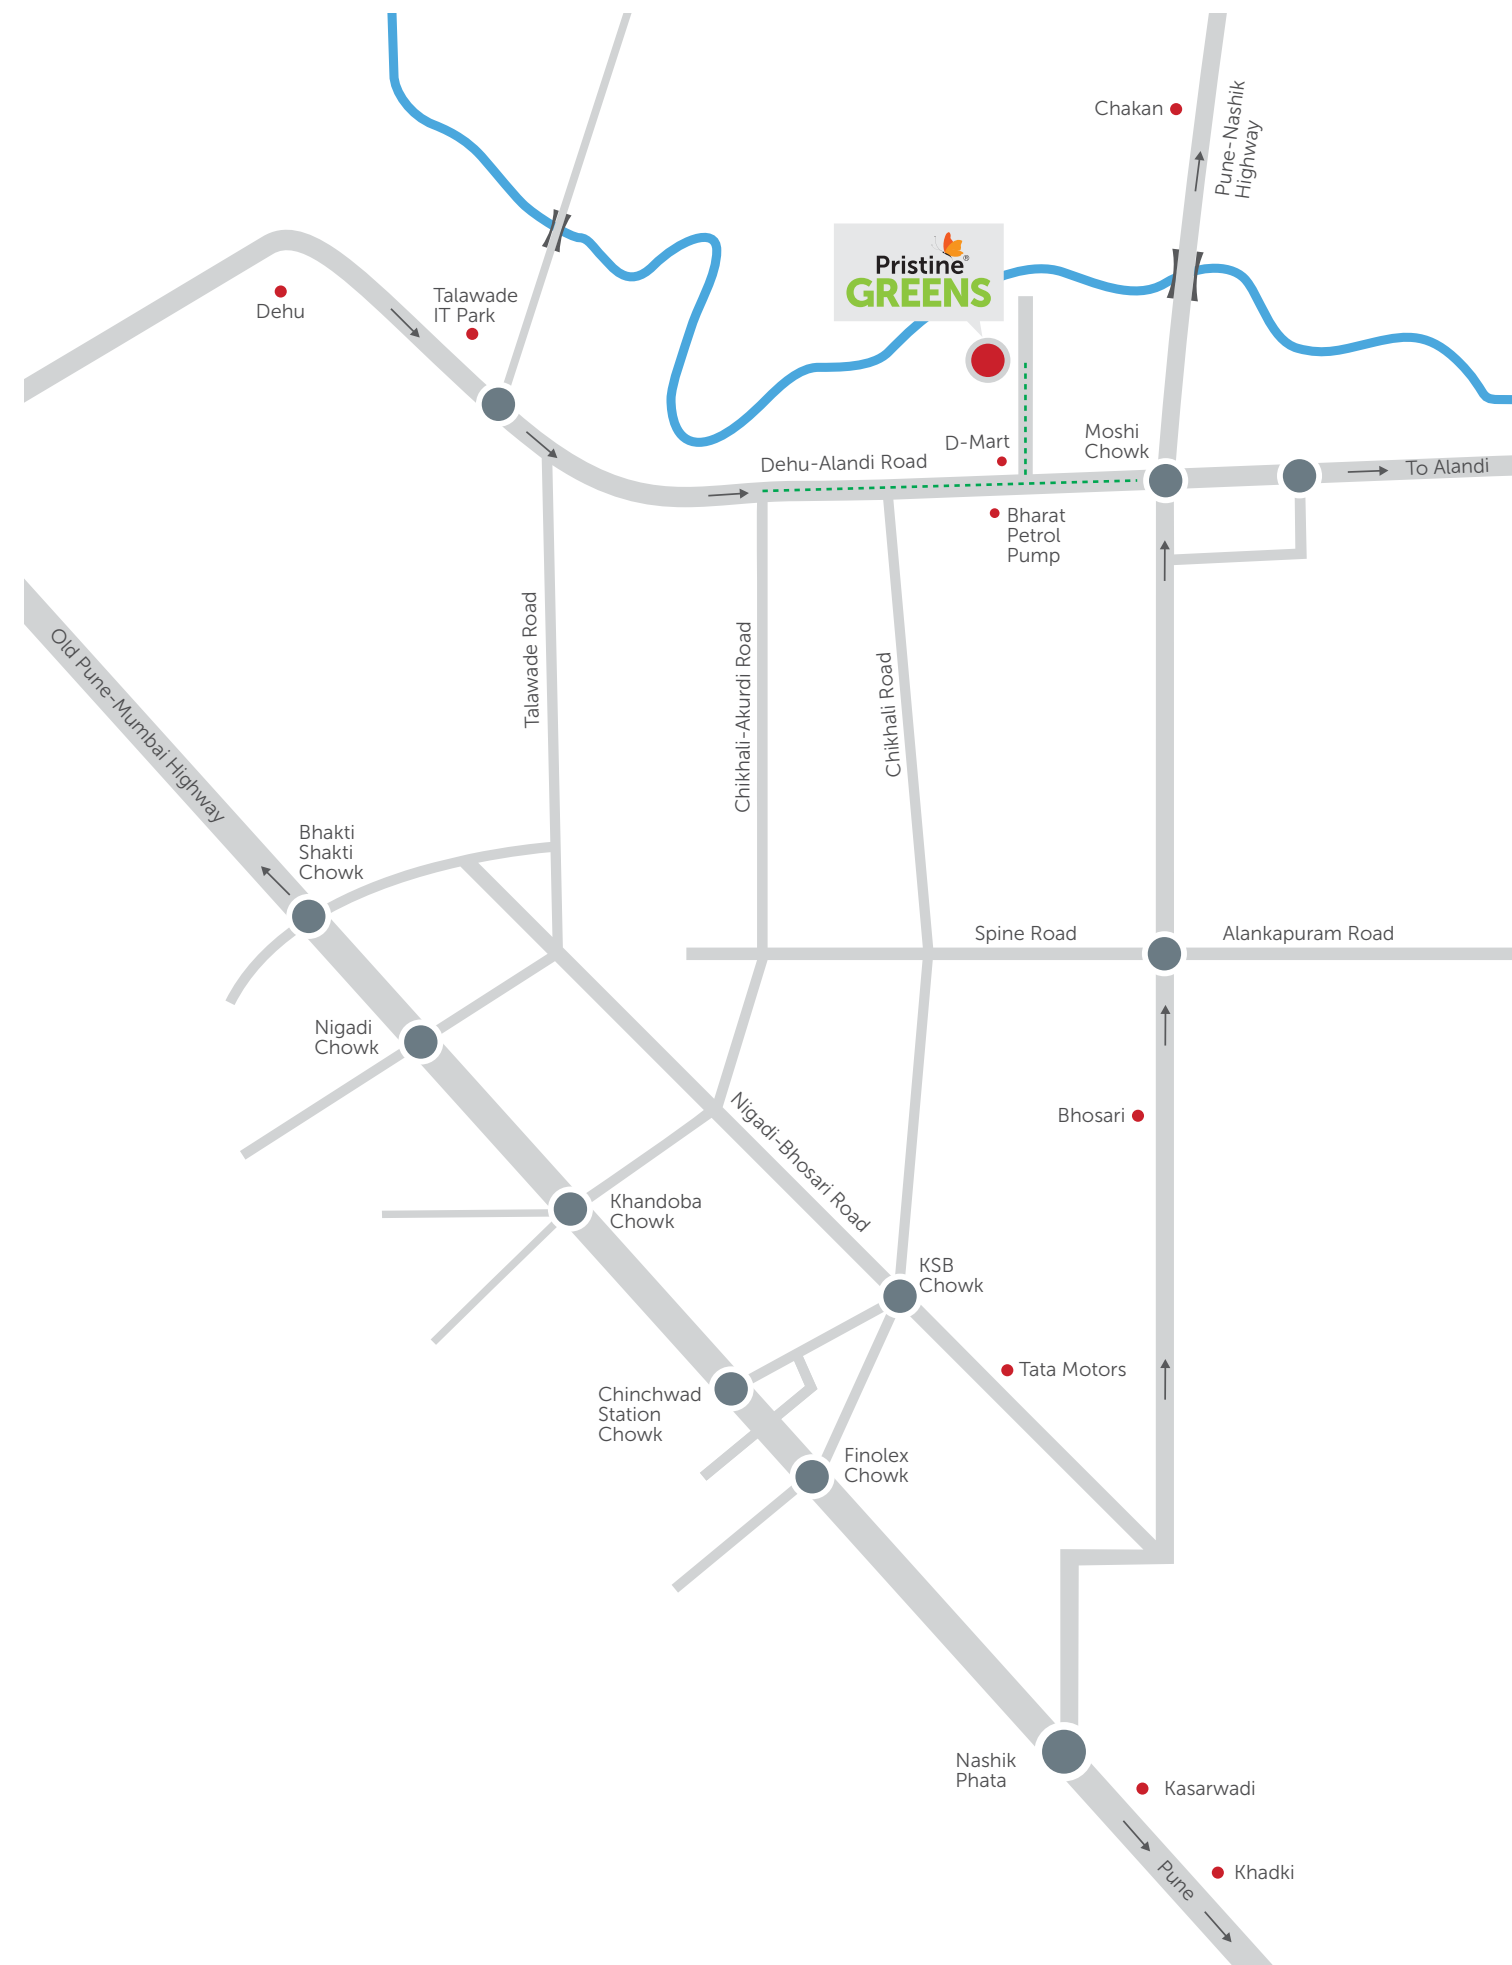 Chakan
Pune-Nashik
Highway
Pristine®
GREENS
Dehu
Talawade
IT Park
D-Mart
Moshi
Chowk
Dehu-Alandi Road
To Alandi
Bharat
Petrol
Pump
Old Pune-Mumbai Highway
Talawade Road
Chikhali-Akurdi Road
Chikhali Road
Bhakti
Shakti
Chowk
Spine Road
Alankapuram Road
Nigadi
Chowk
Nigadi-Bhosari Road
Bhosari
Khandoba
Chowk
KSB
Chowk
Tata Motors
Chinchwad
Station
Chowk
Finolex
Chowk
Nashik
Phata
Kasarwadi
Khadki
Pune